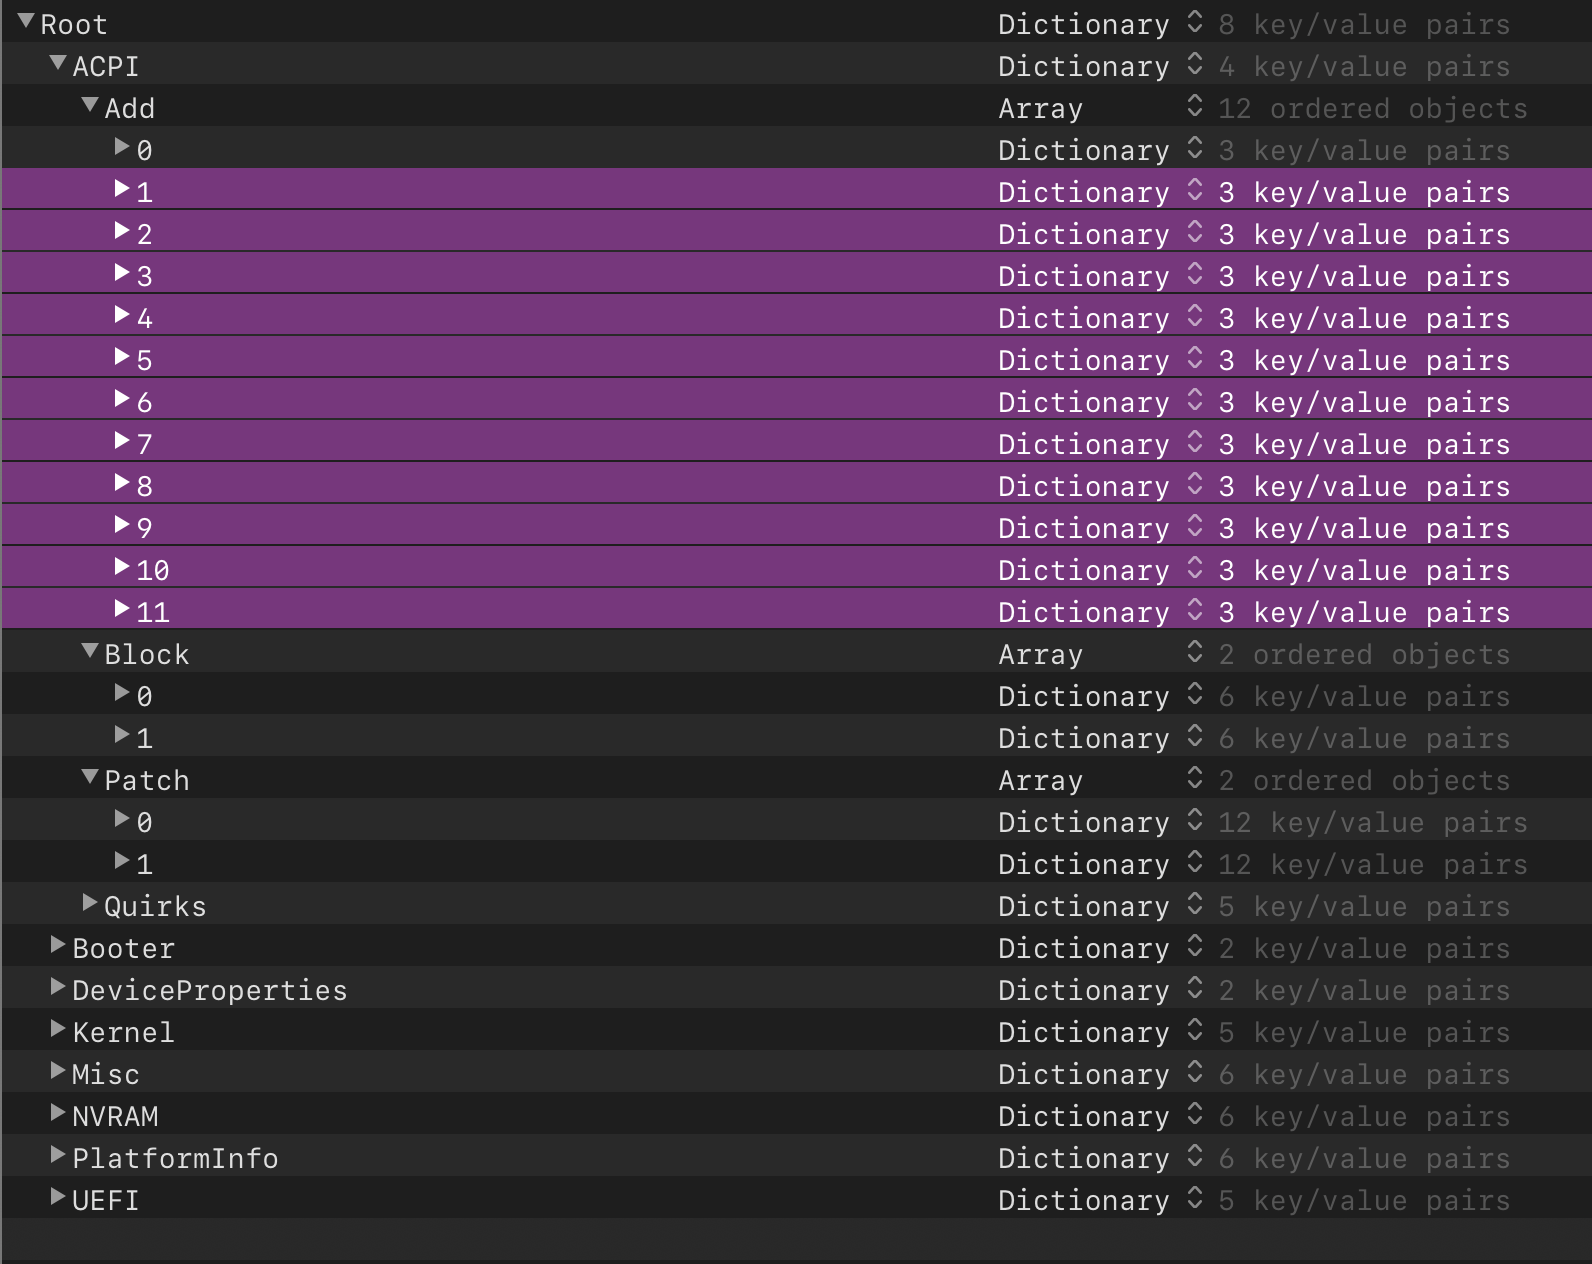 Root Dictionary 8 key/value pairs
ACPI Dictionary 4 key/value pairs
Add Array 12 ordered objects
0 Dictionary 3 key/value pairs
1 Dictionary 3 key/value pairs
2 Dictionary 3 key/value pairs
3 Dictionary 3 key/value pairs
4 Dictionary 3 key/value pairs
5 Dictionary 3 key/value pairs
6 Dictionary 3 key/value pairs
7 Dictionary 3 key/value pairs
8 Dictionary 3 key/value pairs
9 Dictionary 3 key/value pairs
10 Dictionary 3 key/value pairs
11 Dictionary 3 key/value pairs
Block Array 2 ordered objects
0 Dictionary 6 key/value pairs
1 Dictionary 6 key/value pairs
Patch Array 2 ordered objects
0 Dictionary 12 key/value pairs
1 Dictionary 12 key/value pairs
Quirks Dictionary 5 key/value pairs
Booter Dictionary 2 key/value pairs
DeviceProperties Dictionary 2 key/value pairs
Kernel Dictionary 5 key/value pairs
Misc Dictionary 6 key/value pairs
NVRAM Dictionary 6 key/value pairs
PlatformInfo Dictionary 6 key/value pairs
UEFI Dictionary 5 key/value pairs